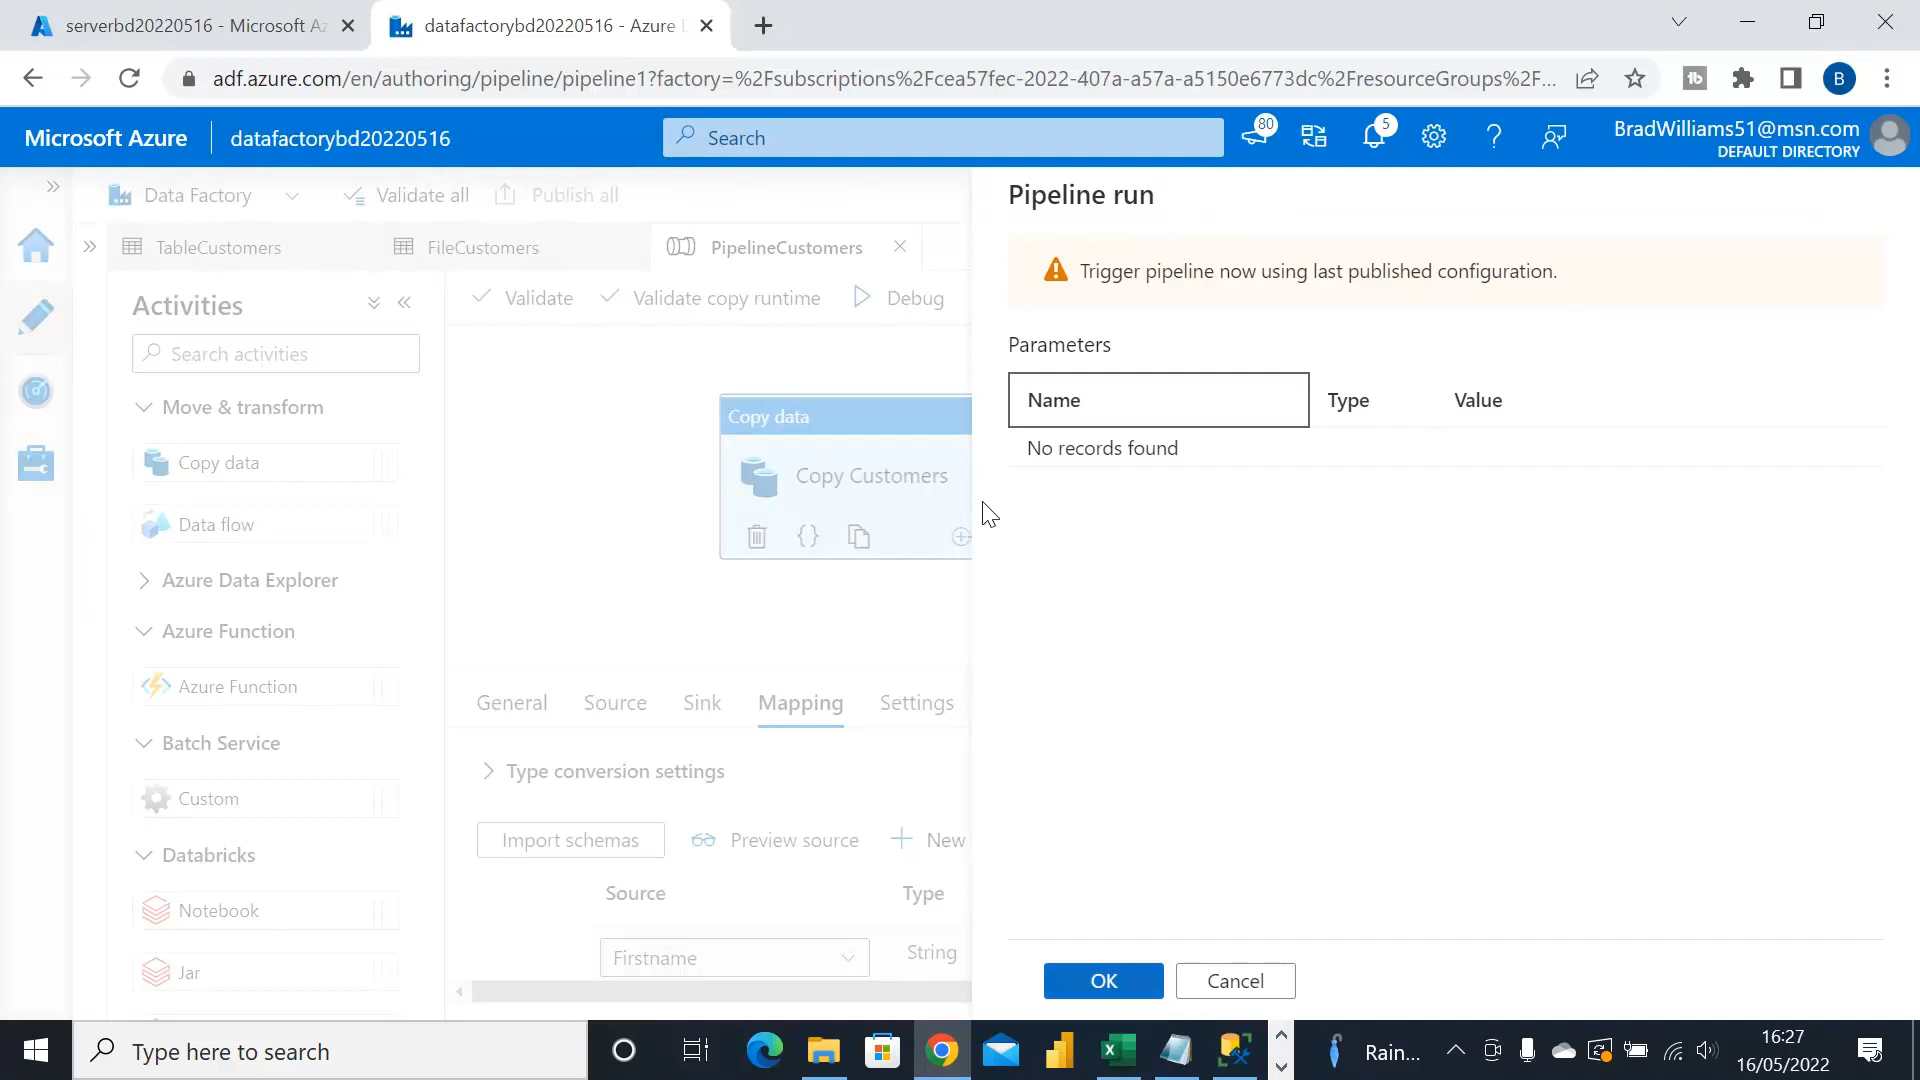 serverbd20220516 - Microsoft Az
datafactorybd20220516 - Azure D
adf.azure.com/en/authoring/pipeline/pipeline1?factory=%2Fsubscriptions%2Fcea57fec-2022-407a-a57a-a5150e6773dc%2FresourceGroups%2F...
B
Microsoft Azure
datafactorybd20220516
Search
80
5
BradWilliams51@msn.com
DEFAULT DIRECTORY
Data Factory
Validate all
Publish all
TableCustomers
FileCustomers
PipelineCustomers
Activities
Search activities
Validate
Validate copy runtime
Debug
Move & transform
Copy data
Data flow
Azure Data Explorer
Azure Function
Azure Function
Batch Service
Custom
Databricks
Notebook
Jar
Copy data
Copy Customers
General
Source
Sink
Mapping
Settings
Type conversion settings
Import schemas
Preview source
New
Source
Type
Firstname
String
Pipeline run
Trigger pipeline now using last published configuration.
Parameters
Name
Type
Value
No records found
OK
Cancel
Type here to search
Rain...
16:27
16/05/2022